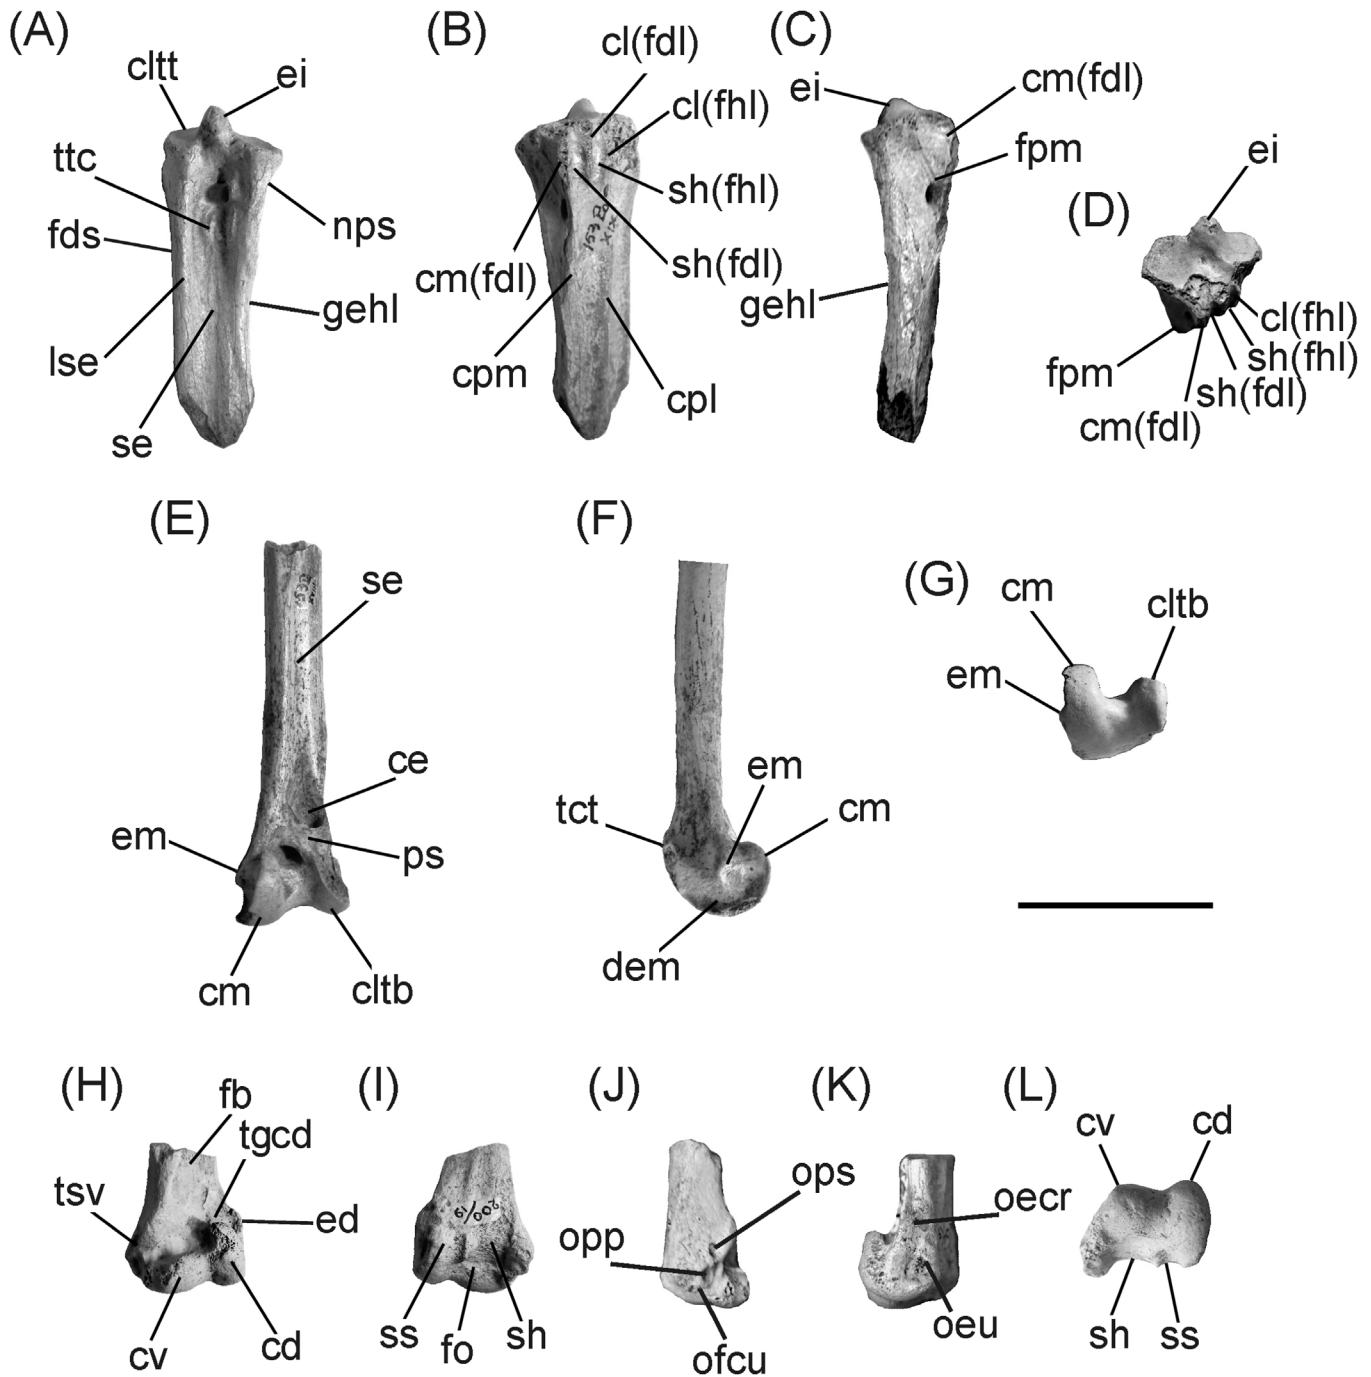 (A)
(B)
(C)
cltt
ei
cl(fdl)
ei
cm(fdl)
cl(fhl)
ttc
fpm
ei
sh(fhl)
(D)
fds
nps
sh(fdl)
cm(fdl)
gehl
gehl
cl(fhl)
lse
sh(fhl)
cpm
fpm
sh(fdl)
cpl
se
cm(fdl)
(E)
(F)
(G)
se
cm
cltb
em
ce
em
tct
cm
em
ps
dem
cm
cltb
(H)
(I)
(J)
(K)
(L)
fb
tgcd
cv
cd
tsv
ops
oecr
ed
opp
ss
fo
sh
oeu
sh
ss
cv
cd
ofcu